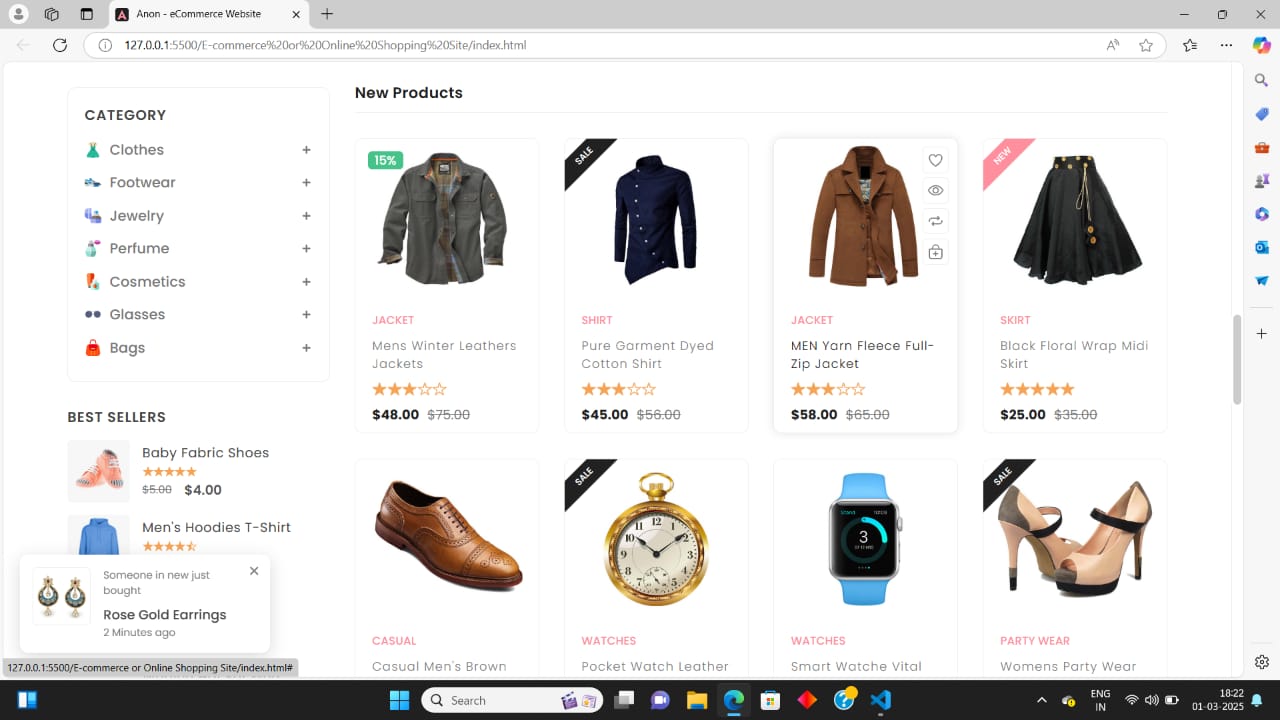 Anon - eCommerce Website
127.0.0.1:5500/E-commerce%20or%20Online%20Shopping%20Site/index.html
CATEGORY
Clothes +
Footwear +
Jewelry +
Perfume +
Cosmetics +
Glasses +
Bags +
BEST SELLERS
Baby Fabric Shoes
$5.00 $4.00
Men's Hoodies T-Shirt
Someone in new just
bought
Rose Gold Earrings
2 Minutes ago
127.0.0.1:5500/E-commerce or Online Shopping Site/index.html#
New Products
15%
JACKET
Mens Winter Leathers
Jackets
$48.00 $75.00
SALE
SHIRT
Pure Garment Dyed
Cotton Shirt
$45.00 $56.00
JACKET
MEN Yarn Fleece Full-
Zip Jacket
$58.00 $65.00
NEW
SKIRT
Black Floral Wrap Midi
Skirt
$25.00 $35.00
CASUAL
Casual Men's Brown
SALE
WATCHES
Pocket Watch Leather
WATCHES
Smart Watche Vital
SALE
PARTY WEAR
Womens Party Wear
Search
ENG
IN
18:22
01-03-2025